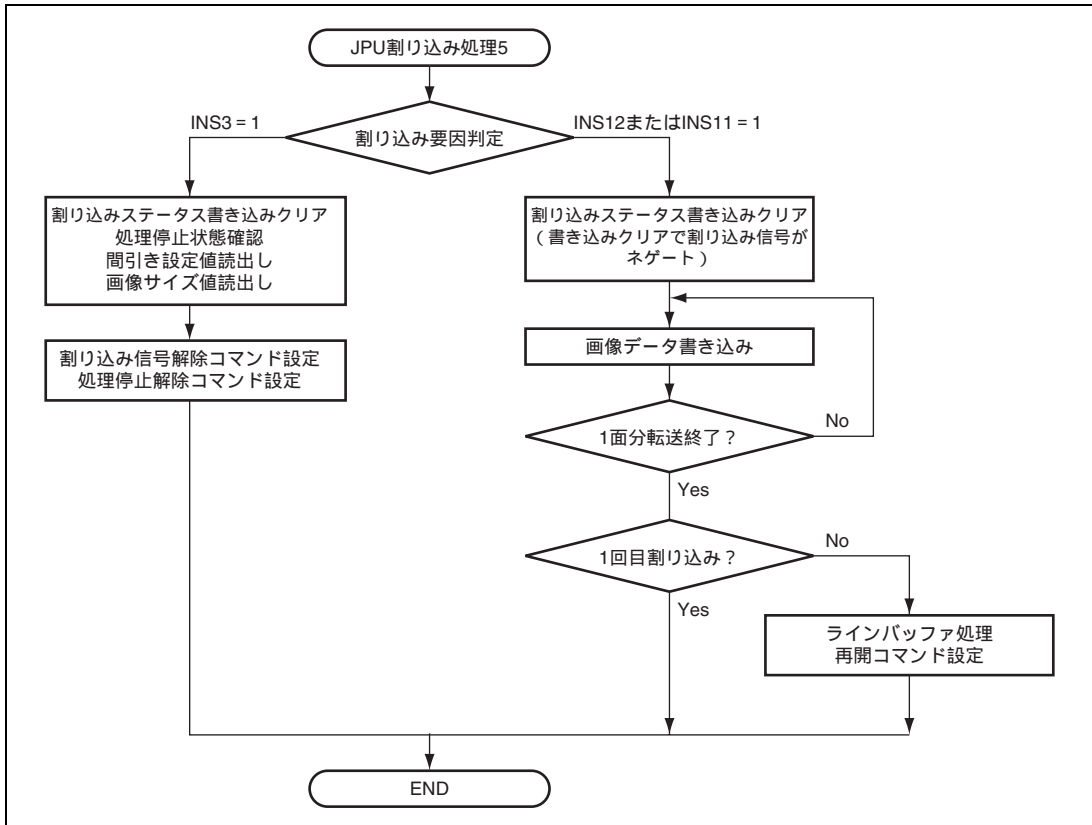 JPU割り込み処理5
割り込み要因判定
INS3 = 1
INS12またはINS11 = 1
割り込みステータス書き込みクリア
処理停止状態確認
間引き設定値読出し
画像サイズ値読出し
割り込み信号解除コマンド設定
処理停止解除コマンド設定
割り込みステータス書き込みクリア
(書き込みクリアで割り込み信号が
ネゲート)
画像データ書き込み
1面分転送終了?
No
Yes
1回目割り込み?
No
Yes
ラインバッファ処理
再開コマンド設定
END